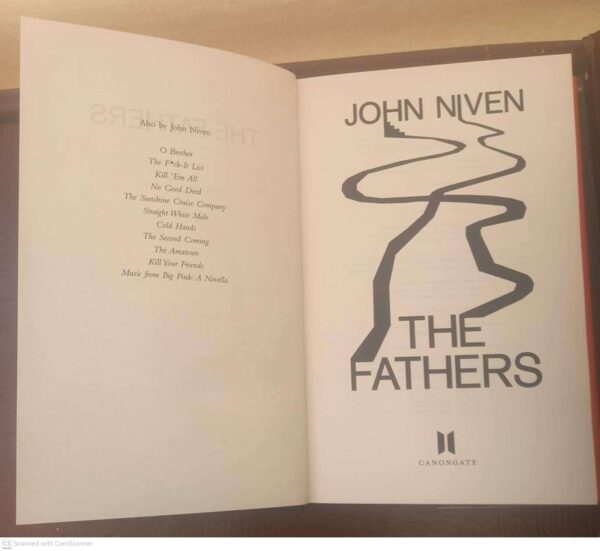 Also by John Niven
O Brother
The F*ck-It List
Kill 'Em All
No Good Deed
The Sunshine Cruise Company
Straight White Male
Cold Hands
The Second Coming
The Amateurs
Kill Your Friends
Music from Big Pink: A Novella
THE FATHERS
JOHN NIVEN
THE
FATHERS
CANONGATE
CS Scanned with CamScanner